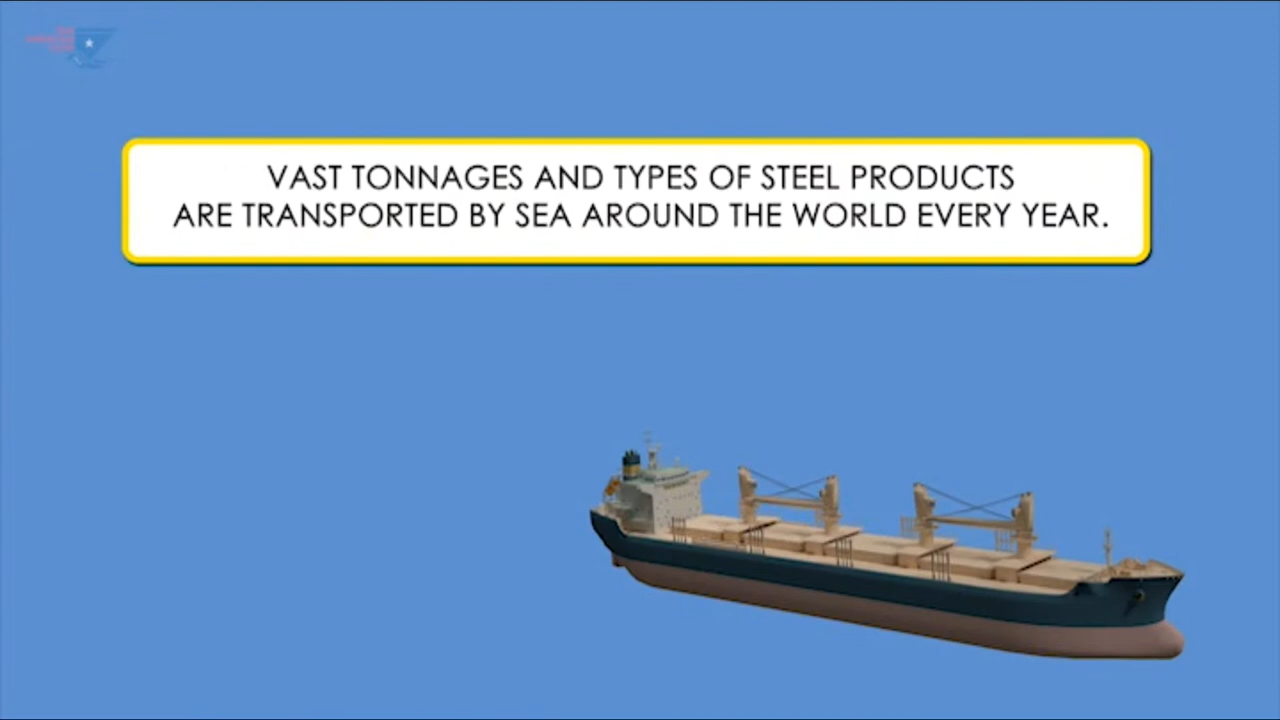 VAST TONNAGES AND TYPES OF STEEL PRODUCTS
ARE TRANSPORTED BY SEA AROUND THE WORLD EVERY YEAR.